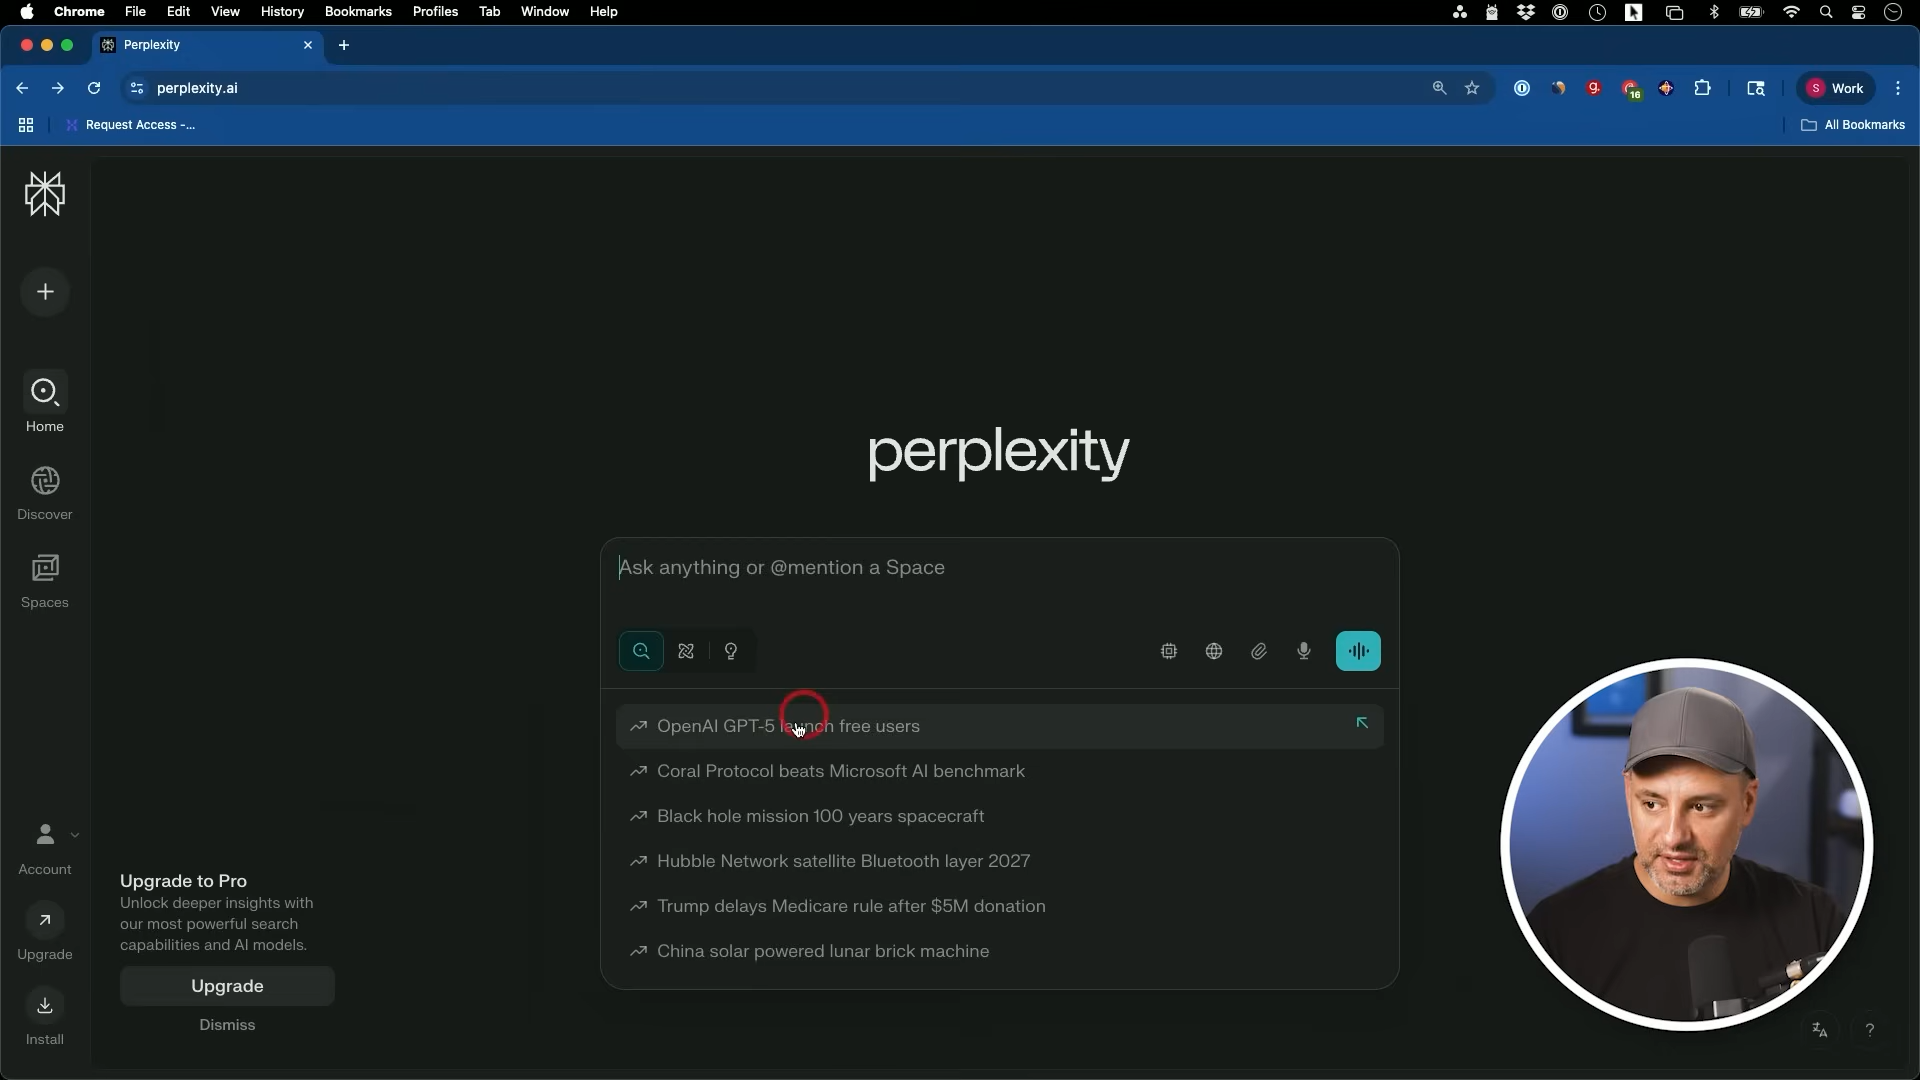 Chrome File Edit View History Bookmarks Profiles Tab Window Help
Perplexity
perplexity.ai
16
S Work
Request Access -...
All Bookmarks
Home
Discover
Spaces
Account
Upgrade
Install
perplexity
Ask anything or @mention a Space
OpenAI GPT-5 launch free users
Coral Protocol beats Microsoft AI benchmark
Black hole mission 100 years spacecraft
Hubble Network satellite Bluetooth layer 2027
Trump delays Medicare rule after $5M donation
China solar powered lunar brick machine
Upgrade to Pro
Unlock deeper insights with
our most powerful search
capabilities and AI models.
Upgrade
Dismiss
?